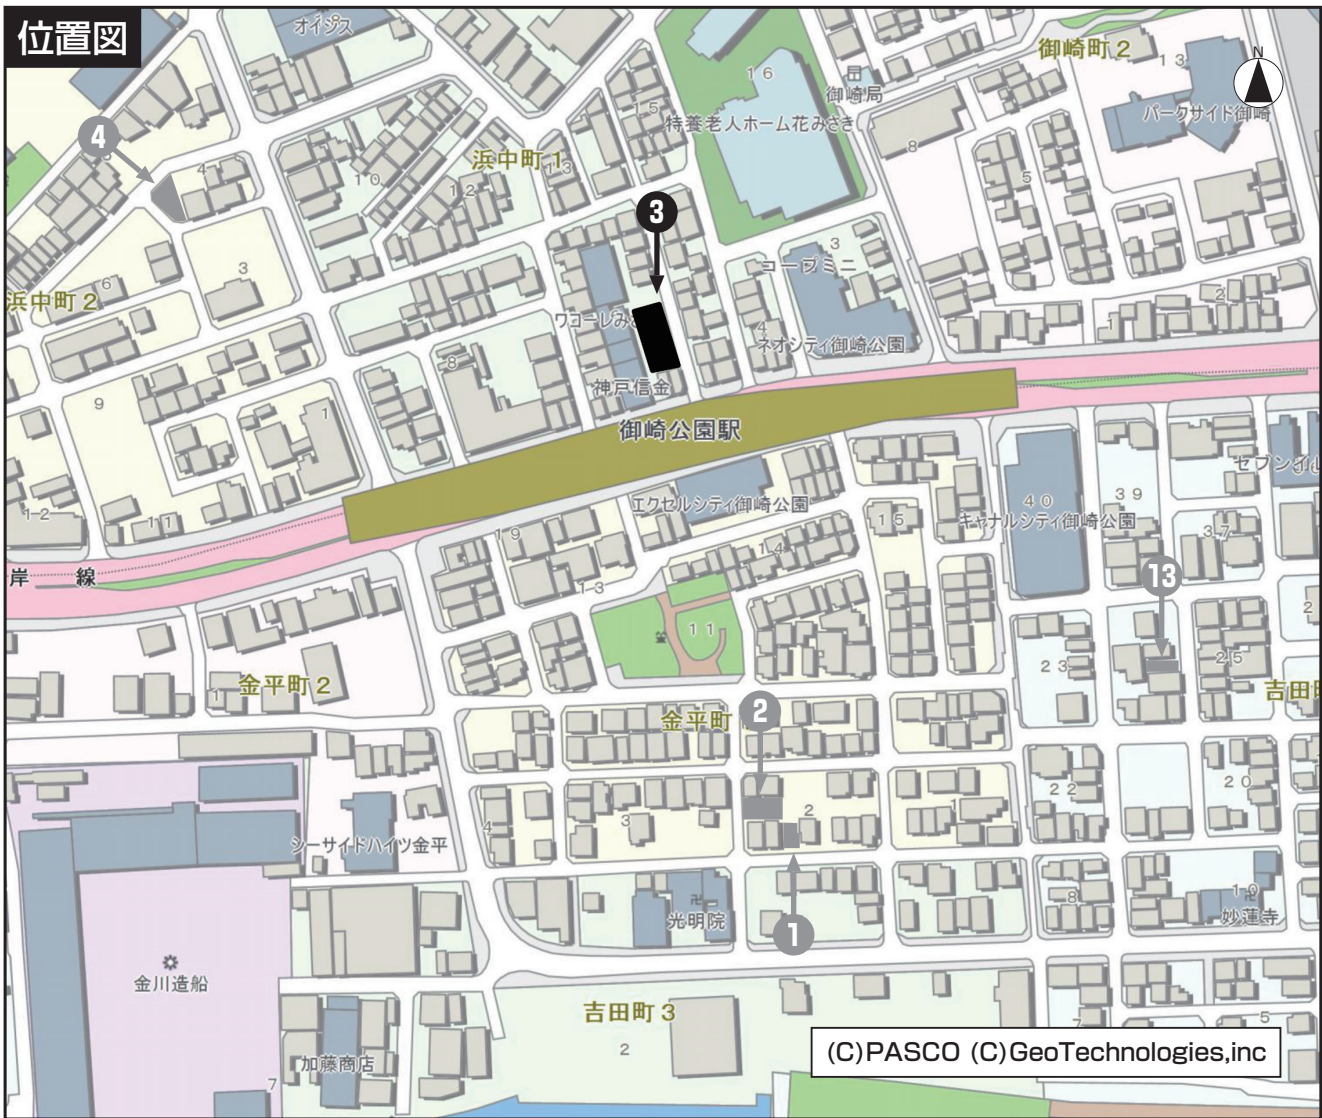 位置図
オイシス
8
御崎町2
N
16
御崎局
13
パークサイド御崎
15
特養老人ホーム花みさき
8
4
4
浜中町1
13
10
12
5
3
3
コープミニ
3
6
浜中町2
2
ワコーレみさ
1
4
ネオシティ御崎公園
8
神戸信金
9
1
御崎公園駅
セブン
エクセルシティ御崎公園
39
40
12
11
15
キャナルシティ御崎公園
19
37
14
岸線
13
13
2
11
23
25
金平町2
1
吉田町
金平町
2
20
22
4
3
2
1
シーサイドハイツ金平
8
10
光明院
妙蓮寺
1
金川造船
吉田町3
7
5
2
(C)PASCO (C)GeoTechnologies,inc
加藤商店
7